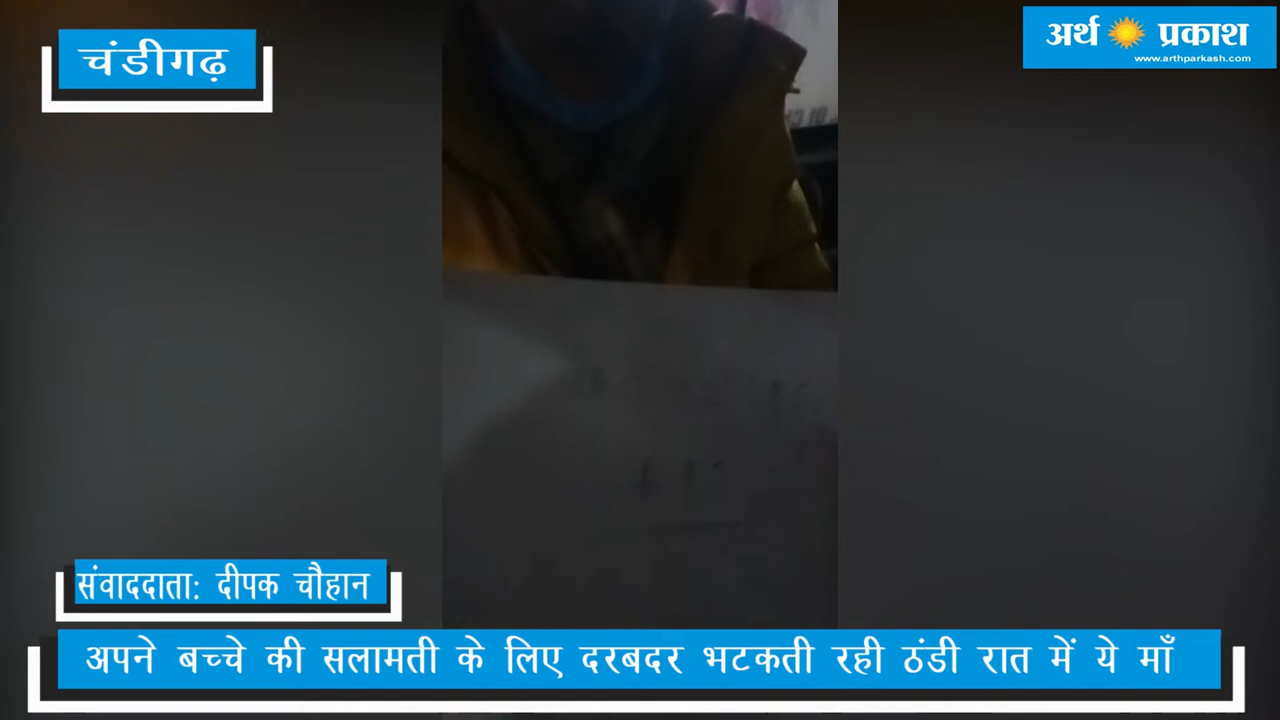 चंडीगढ़
अर्थ प्रकाश
www.arthparkash.com
संवाददाता: दीपक चौहान
अपने बच्चे की सलामती के लिए दरबदर भटकती रही ठंडी रात में ये माँ